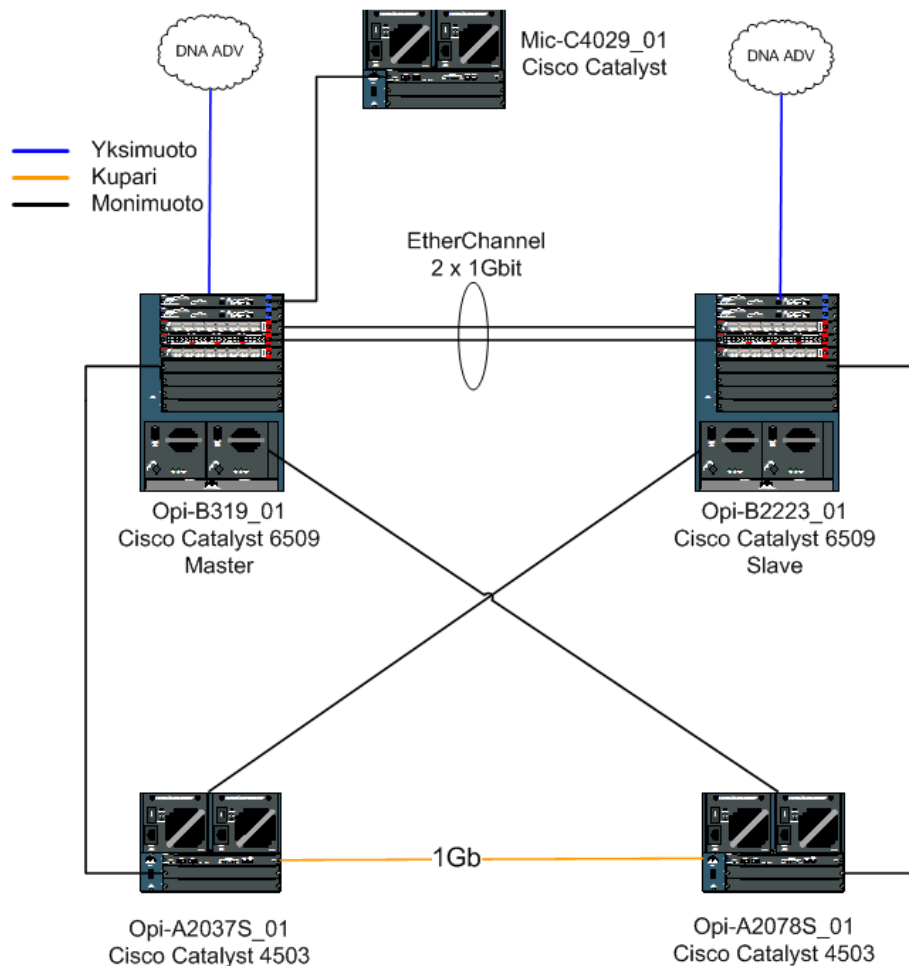 DNA ADV
Mic-C4029_01
Cisco Catalyst
DNA ADV
Yksimuoto
Kupari
Monimuoto
EtherChannel
2 x 1Gbit
Opi-B319_01
Cisco Catalyst 6509
Master
Opi-B2223_01
Cisco Catalyst 6509
Slave
1Gb
Opi-A2037S_01
Cisco Catalyst 4503
Opi-A2078S_01
Cisco Catalyst 4503